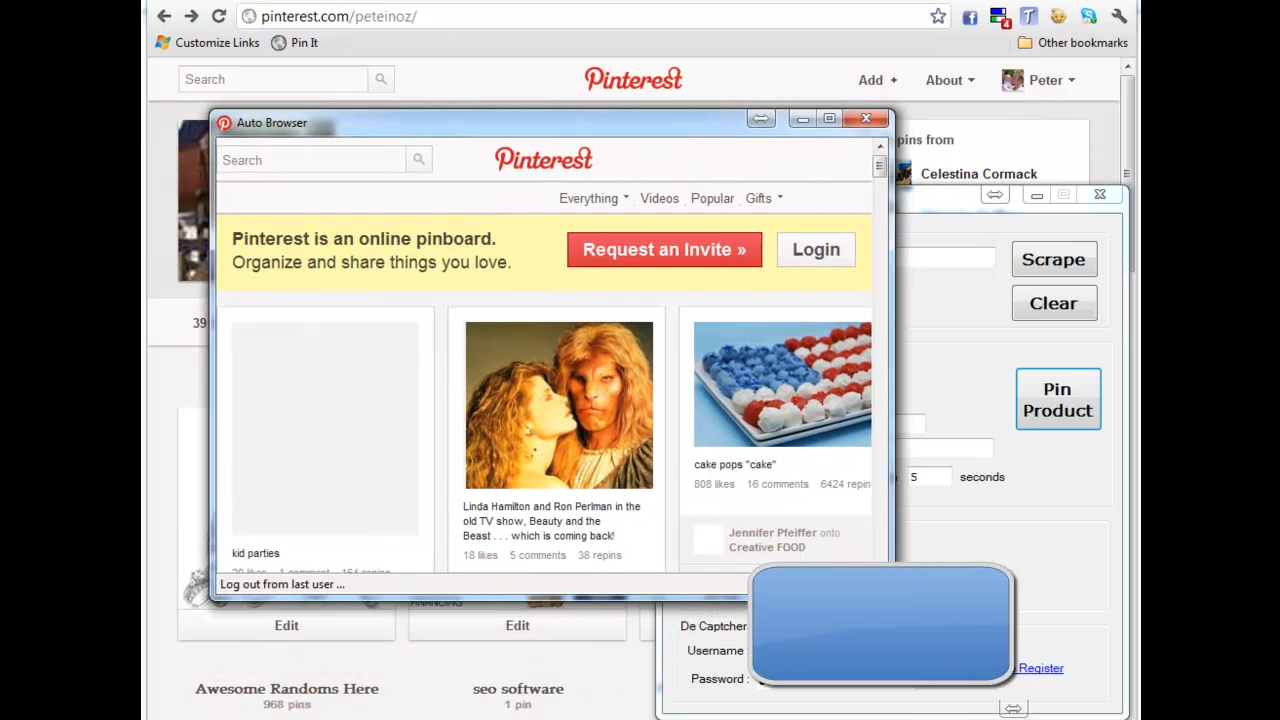 pinterest.com/peteinoz/
4
T
Customize Links
Pin It
Other bookmarks
Search
Pinterest
Add +
About
Peter
pins from
Celestina Cormack
Auto Browser
Search
Pinterest
Everything
Videos
Popular
Gifts
Pinterest is an online pinboard.
Organize and share things you love.
Request an Invite »
Login
Scrape
Clear
Pin
Product
5
seconds
39
kid parties
Linda Hamilton and Ron Perlman in the
old TV show, Beauty and the
Beast . . . which is coming back!
18 likes 5 comments 38 repins
cake pops "cake"
808 likes 16 comments 6424 repin
Jennifer Pfeiffer onto
Creative FOOD
Log out from last user ...
FINANCING
Edit
Edit
De Captcher
Username :
Password :
Register
Awesome Randoms Here
968 pins
seo software
1 pin